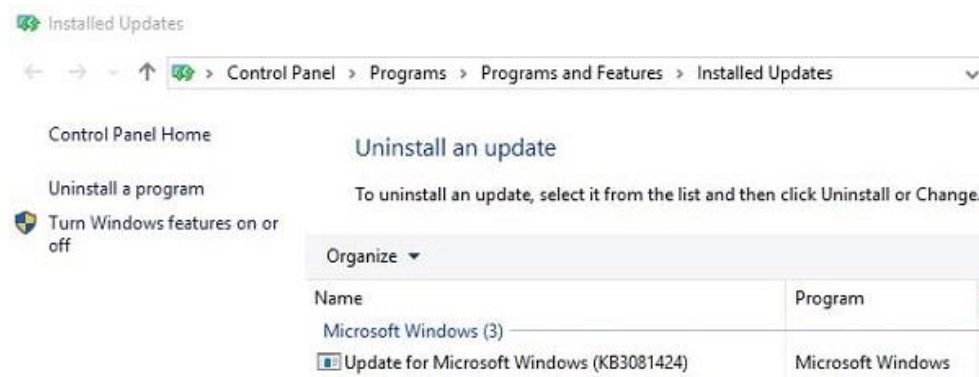 Installed Updates
Control Panel > Programs > Programs and Features > Installed Updates
Control Panel Home
Uninstall an update
Uninstall a program
To uninstall an update, select it from the list and then click Uninstall or Change.
Turn Windows features on or
off
Organize
Name Program
Microsoft Windows (3)
Update for Microsoft Windows (KB3081424) Microsoft Windows